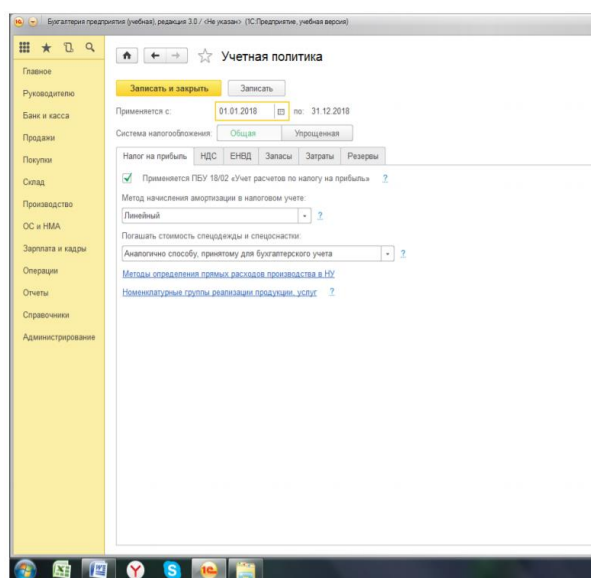 Бухгалтерия предприятия (учебная), редакция 3.0 / <Не указан> (1С:Предприятие, учебная версия)
Главное
Руководителю
Банк и касса
Продажи
Покупки
Склад
Производство
ОС и НМА
Зарплата и кадры
Операции
Отчеты
Справочники
Администрирование
Учетная политика
Записать и закрыть Записать
Применяется с: 01.01.2018 по: 31.12.2018
Система налогообложения: Общая Упрощенная
Налог на прибыль НДС ЕНВД Запасы Затраты Резервы
Применяется ПБУ 18/02 «Учет расчетов по налогу на прибыль» ?
Метод начисления амортизации в налоговом учете:
Линейный ?
Погашать стоимость спецодежды и спецоснастки:
Аналогично способу, принятому для бухгалтерского учета ?
Методы определения прямых расходов производства в НУ
Номенклатурные группы реализации продукции, услуг ?